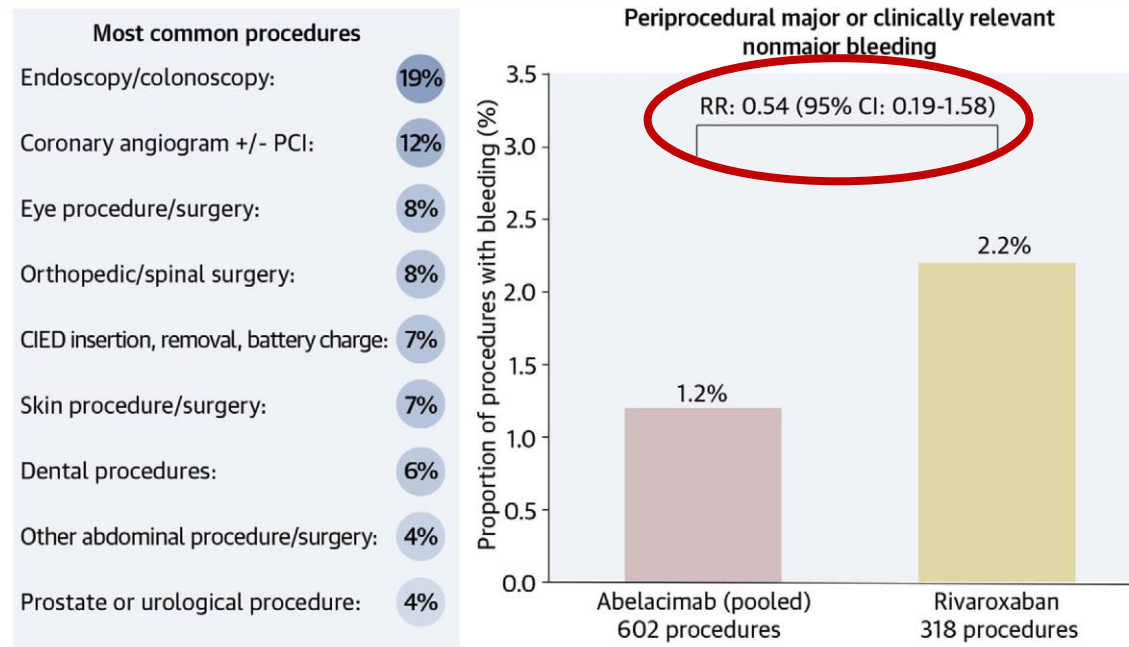 Most common procedures
Endoscopy/colonoscopy: 19%
Coronary angiogram +/- PCI: 12%
Eye procedure/surgery: 8%
Orthopedic/spinal surgery: 8%
CIED insertion, removal, battery charge: 7%
Skin procedure/surgery: 7%
Dental procedures: 6%
Other abdominal procedure/surgery: 4%
Prostate or urological procedure: 4%
Periprocedural major or clinically relevant
nonmajor bleeding
Proportion of procedures with bleeding (%)
3.5
3.0
2.5
2.0
1.5
1.0
0.5
0.0
RR: 0.54 (95% CI: 0.19-1.58)
1.2%
2.2%
Abelacimab (pooled)
602 procedures
Rivaroxaban
318 procedures